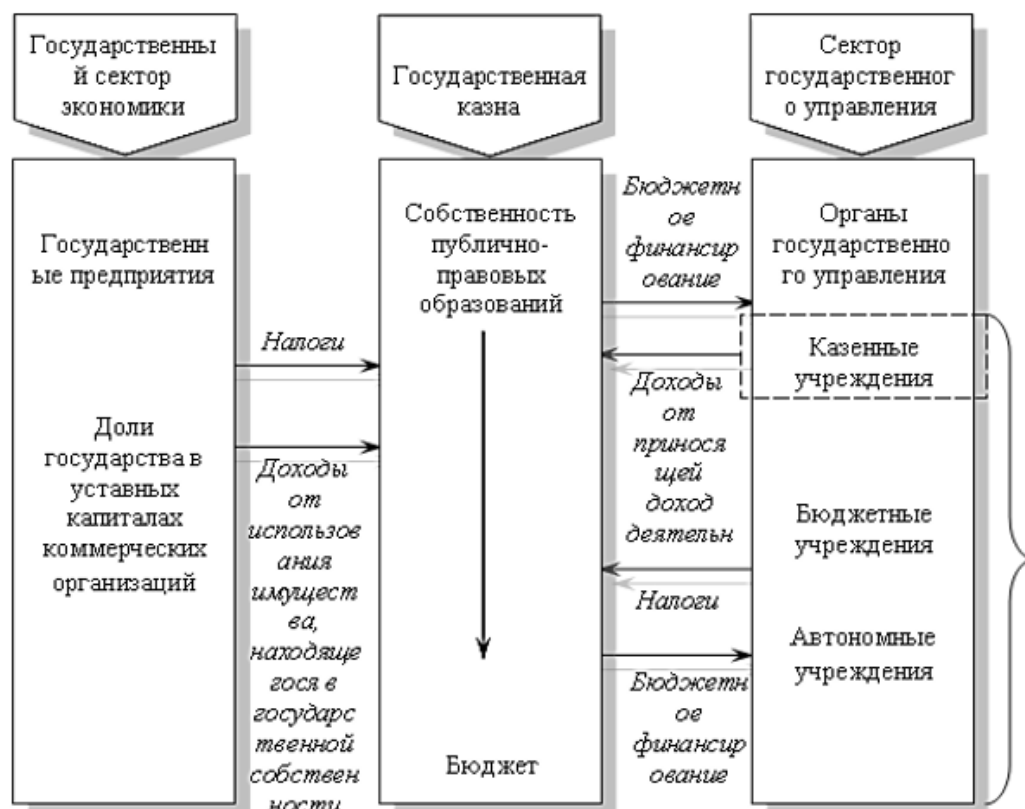 Государственны
й сектор
экономики
Государственная
казна
Сектор
государственног
о управления
Государственн
ые предприятия
Доли
государства в
уставных
капиталах
коммерческих
организаций
Налоги
Доходы
от
использов
ания
имущест
ва,
находяще
гося в
государс
твенной
собствен
ности
Собственность
публично-
правовых
образований
Бюджет
Бюджетн
ое
финансир
ование
Доходы
от
принося
щей
доход
деятельн
Налоги
Бюджетн
ое
финансир
ование
Органы
государственно
го управления
Казенные
учреждения
Бюджетные
учреждения
Автономные
учреждения